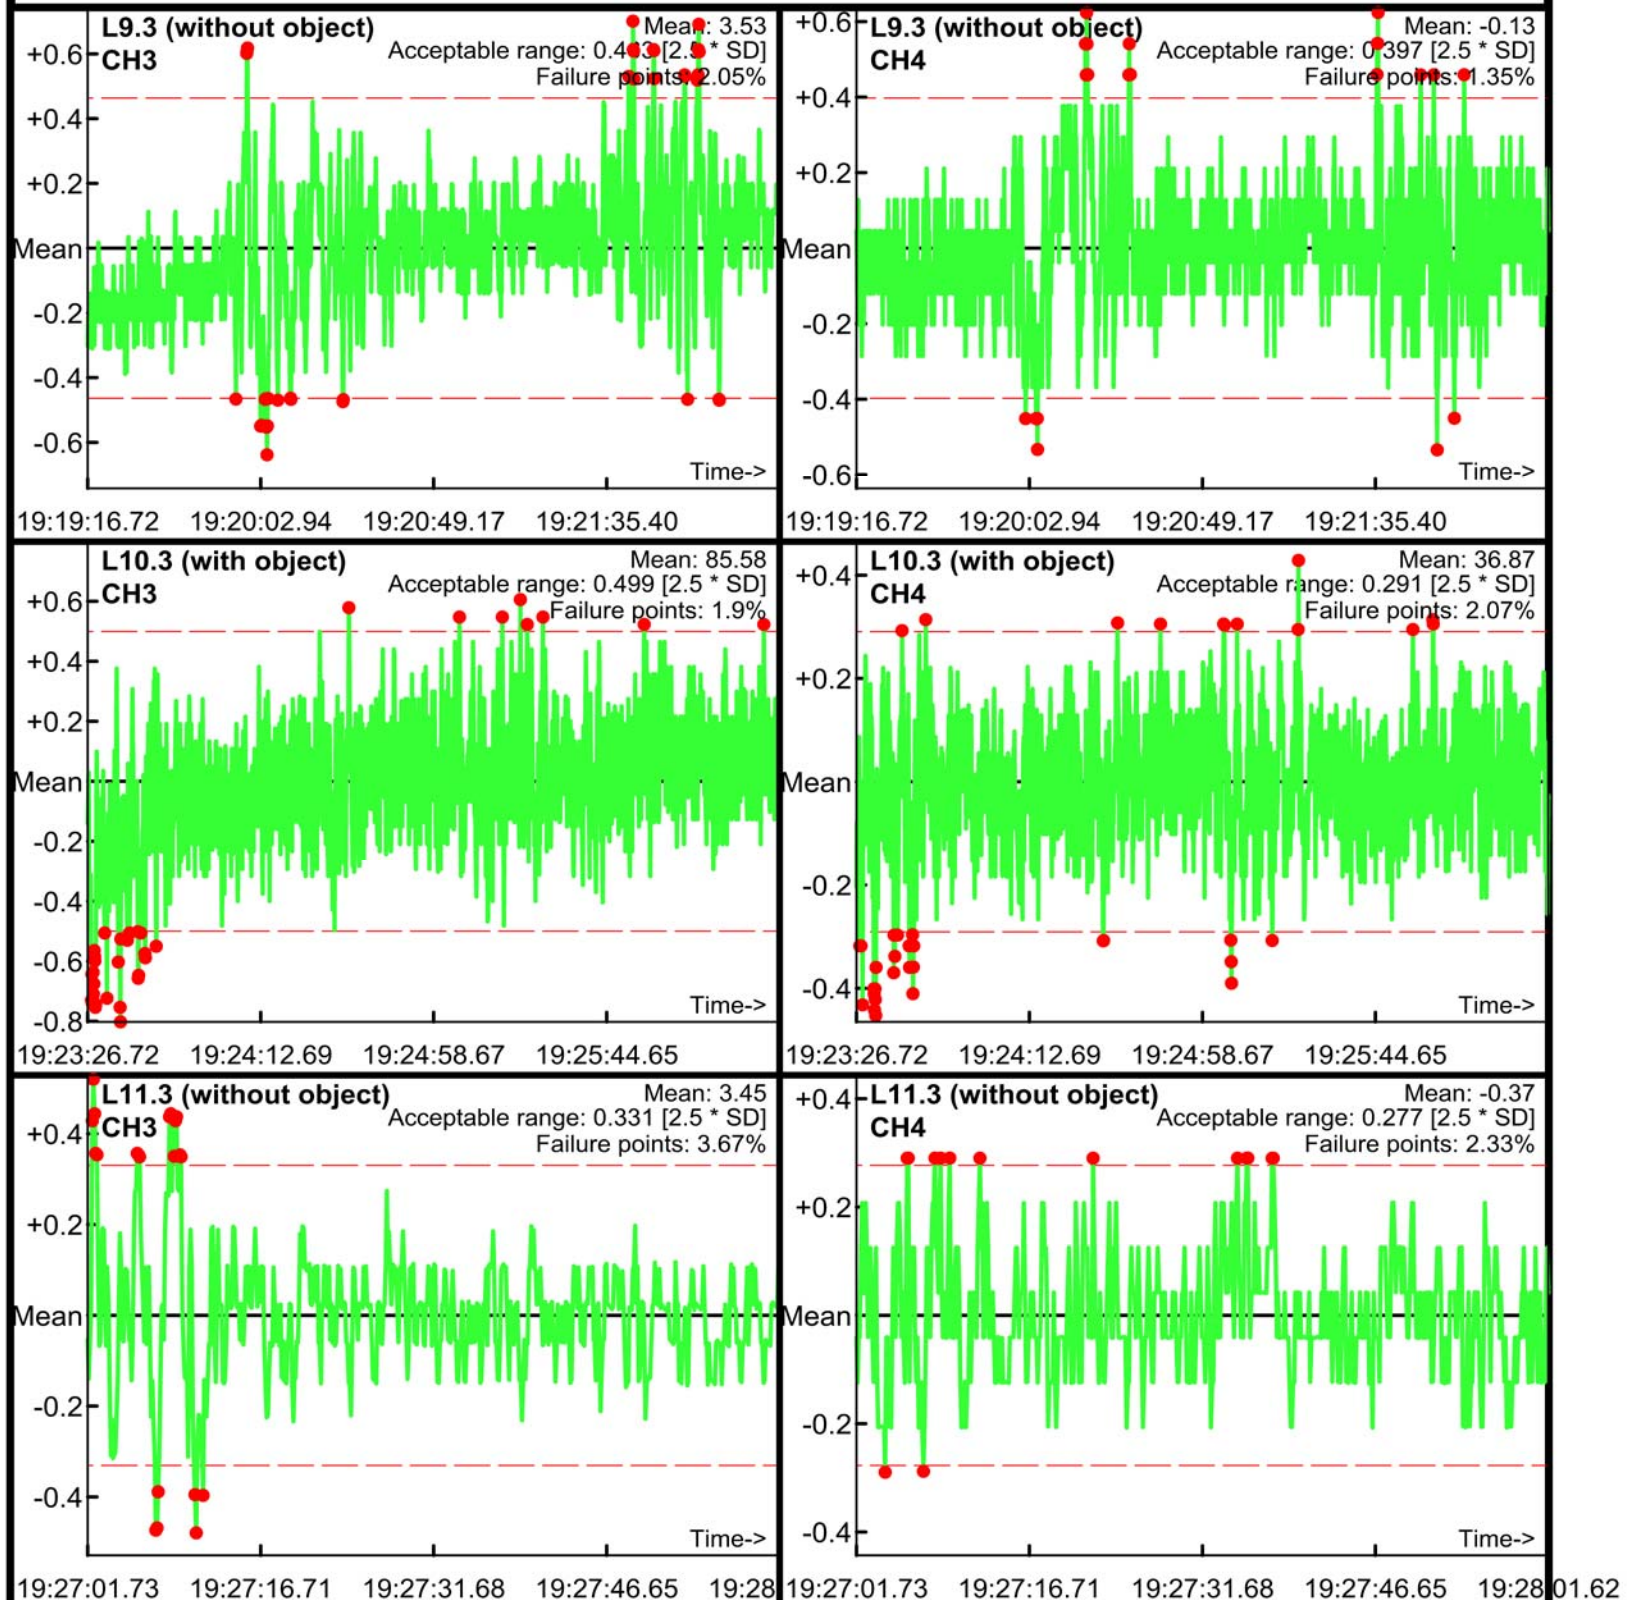 L9.3 (without object)
CH3
Mean: 3.53
Acceptable range: [2.5 * SD]
Failure points: 2.05%
+0.6
+0.4
+0.2
Mean
-0.2
-0.4
-0.6
Time->
19:19:16.72 19:20:02.94 19:20:49.17 19:21:35.40
L9.3 (without object)
CH4
Mean: -0.13
Acceptable range: 0.397 [2.5 * SD]
Failure points: 1.35%
+0.6
+0.4
+0.2
Mean
-0.2
-0.4
-0.6
Time->
19:19:16.72 19:20:02.94 19:20:49.17 19:21:35.40
L10.3 (with object)
CH3
Mean: 85.58
Acceptable range: 0.499 [2.5 * SD]
Failure points: 1.9%
+0.6
+0.4
+0.2
Mean
-0.2
-0.4
-0.6
-0.8
Time->
19:23:26.72 19:24:12.69 19:24:58.67 19:25:44.65
L10.3 (with object)
CH4
Mean: 36.87
Acceptable range: 0.291 [2.5 * SD]
Failure points: 2.07%
+0.4
+0.2
Mean
-0.2
-0.4
Time->
19:23:26.72 19:24:12.69 19:24:58.67 19:25:44.65
L11.3 (without object)
CH3
Mean: 3.45
Acceptable range: 0.331 [2.5 * SD]
Failure points: 3.67%
+0.4
+0.2
Mean
-0.2
-0.4
Time->
19:27:01.73 19:27:16.71 19:27:31.68 19:27:46.65 19:28
L11.3 (without object)
CH4
Mean: -0.37
Acceptable range: 0.277 [2.5 * SD]
Failure points: 2.33%
+0.4
+0.2
Mean
-0.2
-0.4
Time->
19:27:01.73 19:27:16.71 19:27:31.68 19:27:46.65 19:28:01.62